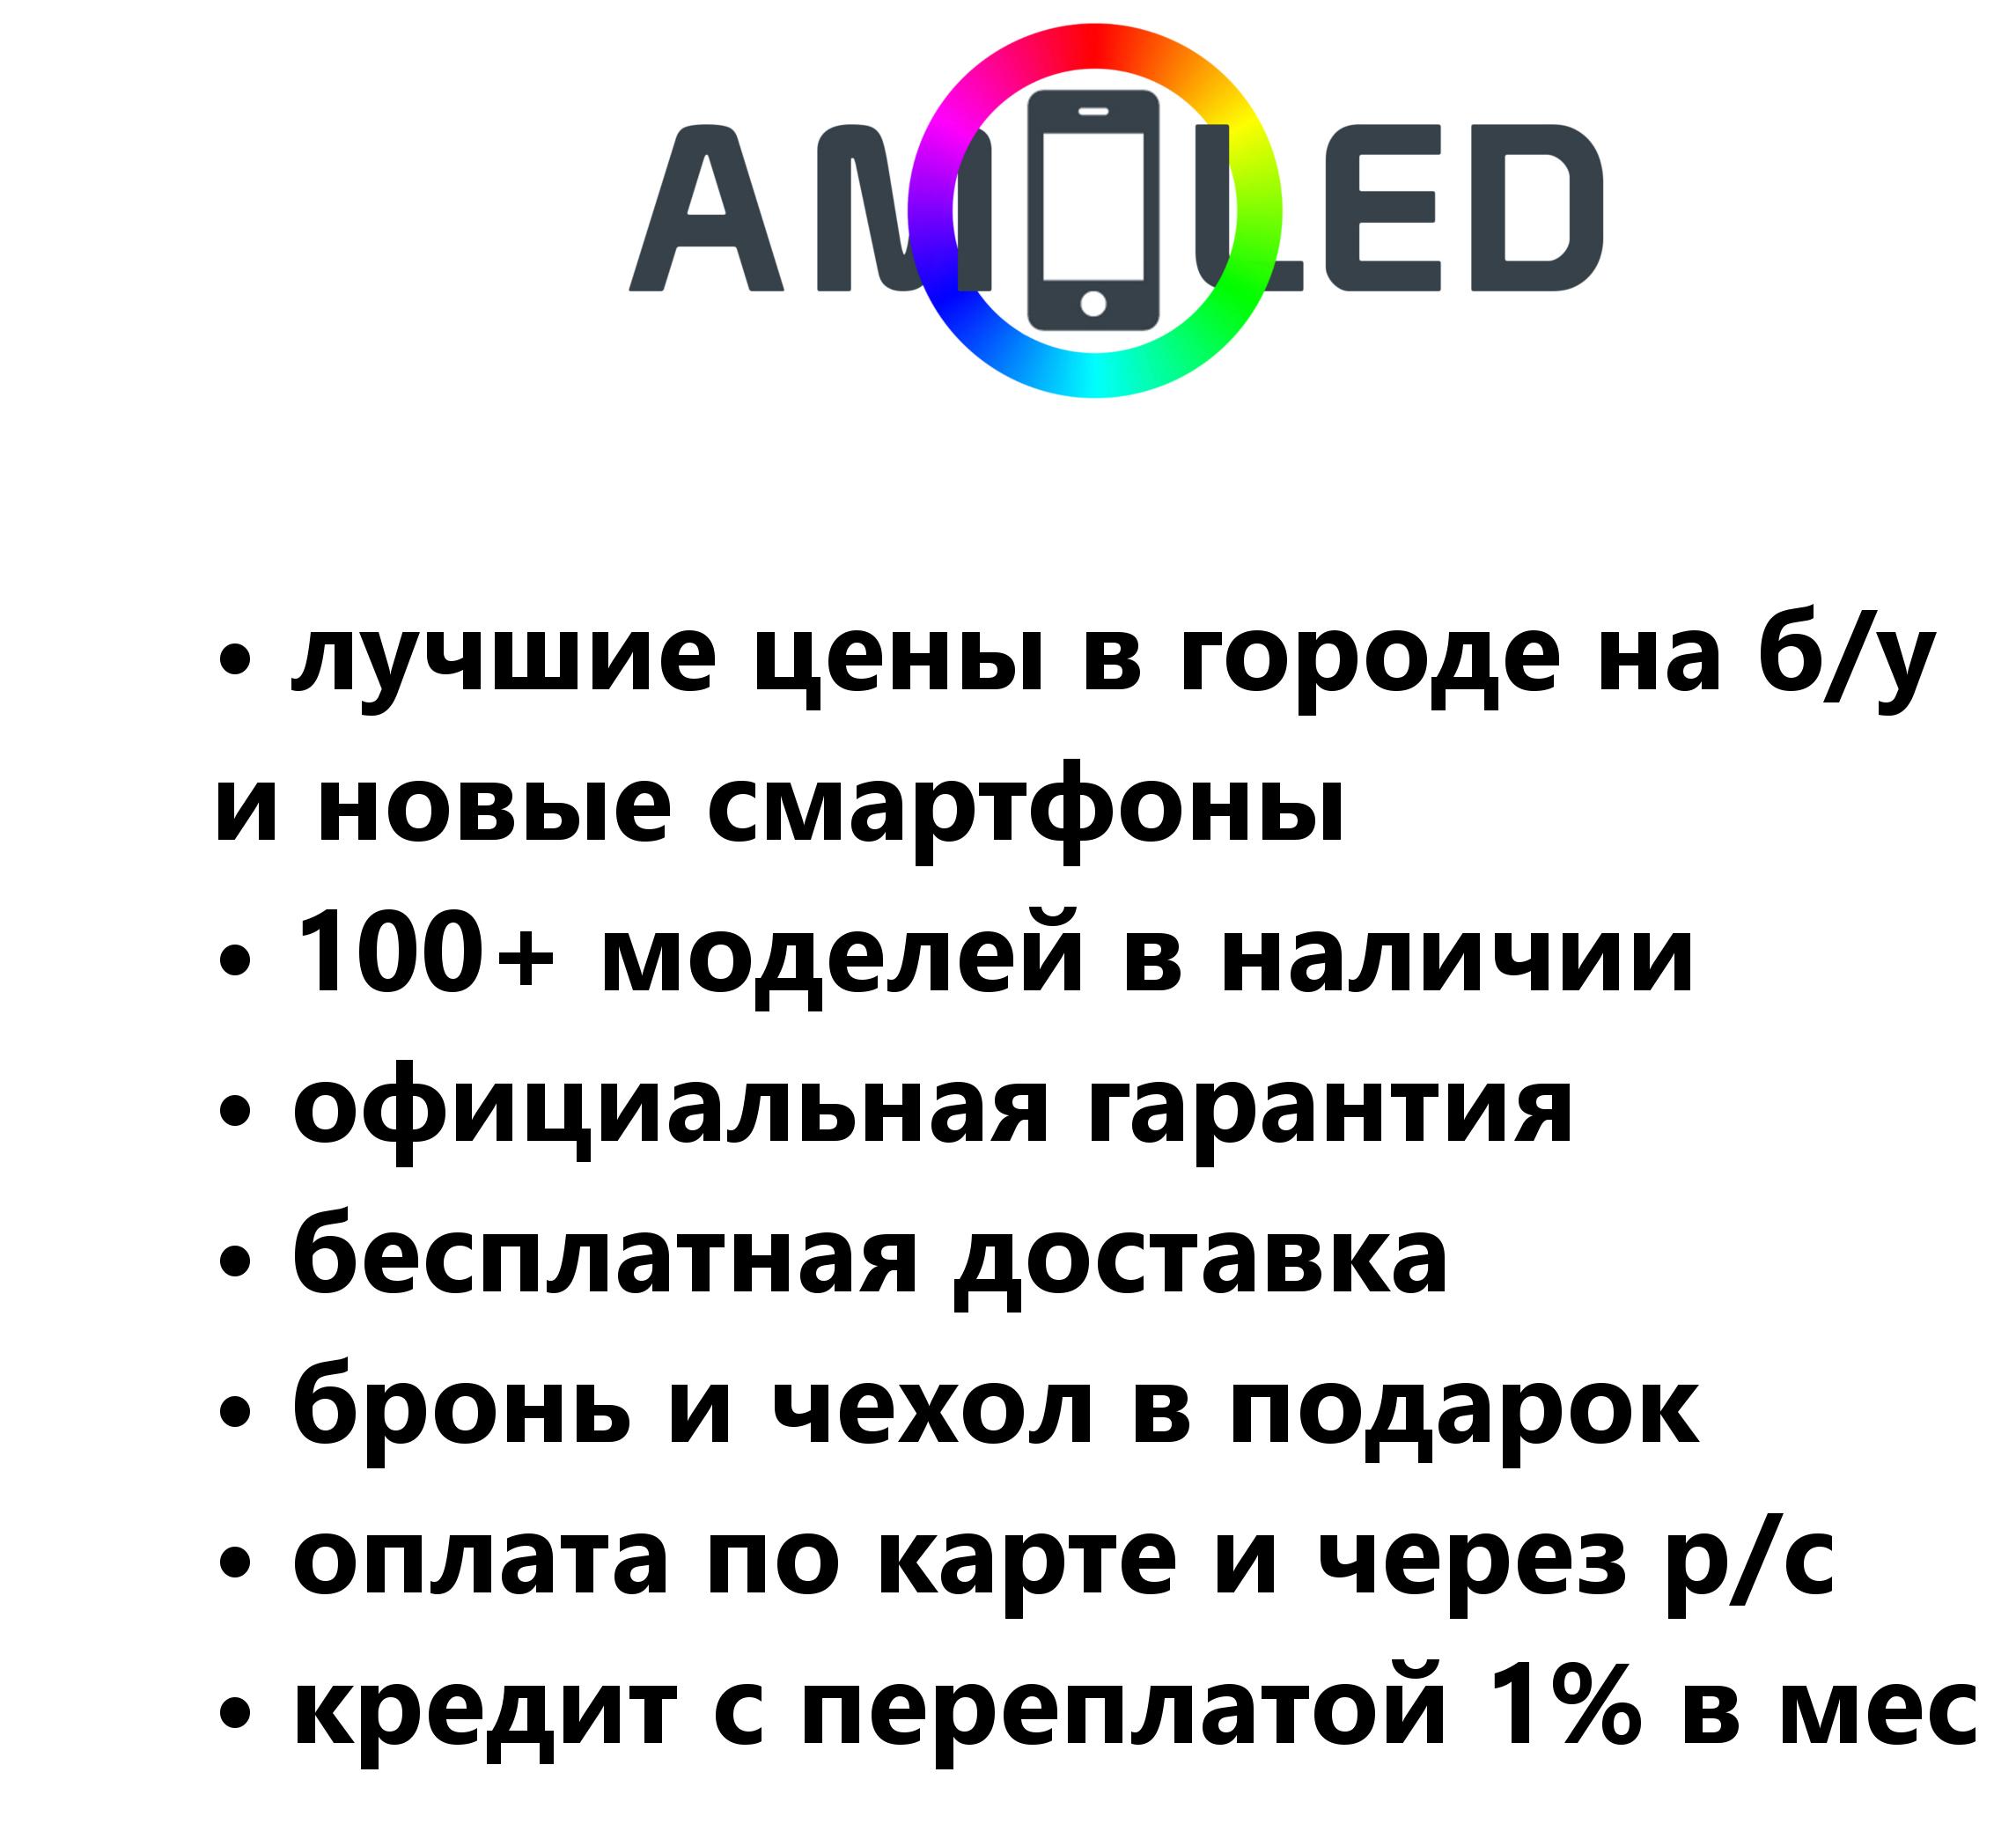 AMOLED
• лучшие цены в городе на б/у
и новые смартфоны
• 100+ моделей в наличии
• официальная гарантия
• бесплатная доставка
• бронь и чехол в подарок
• оплата по карте и через р/с
• кредит с переплатой 1% в мес